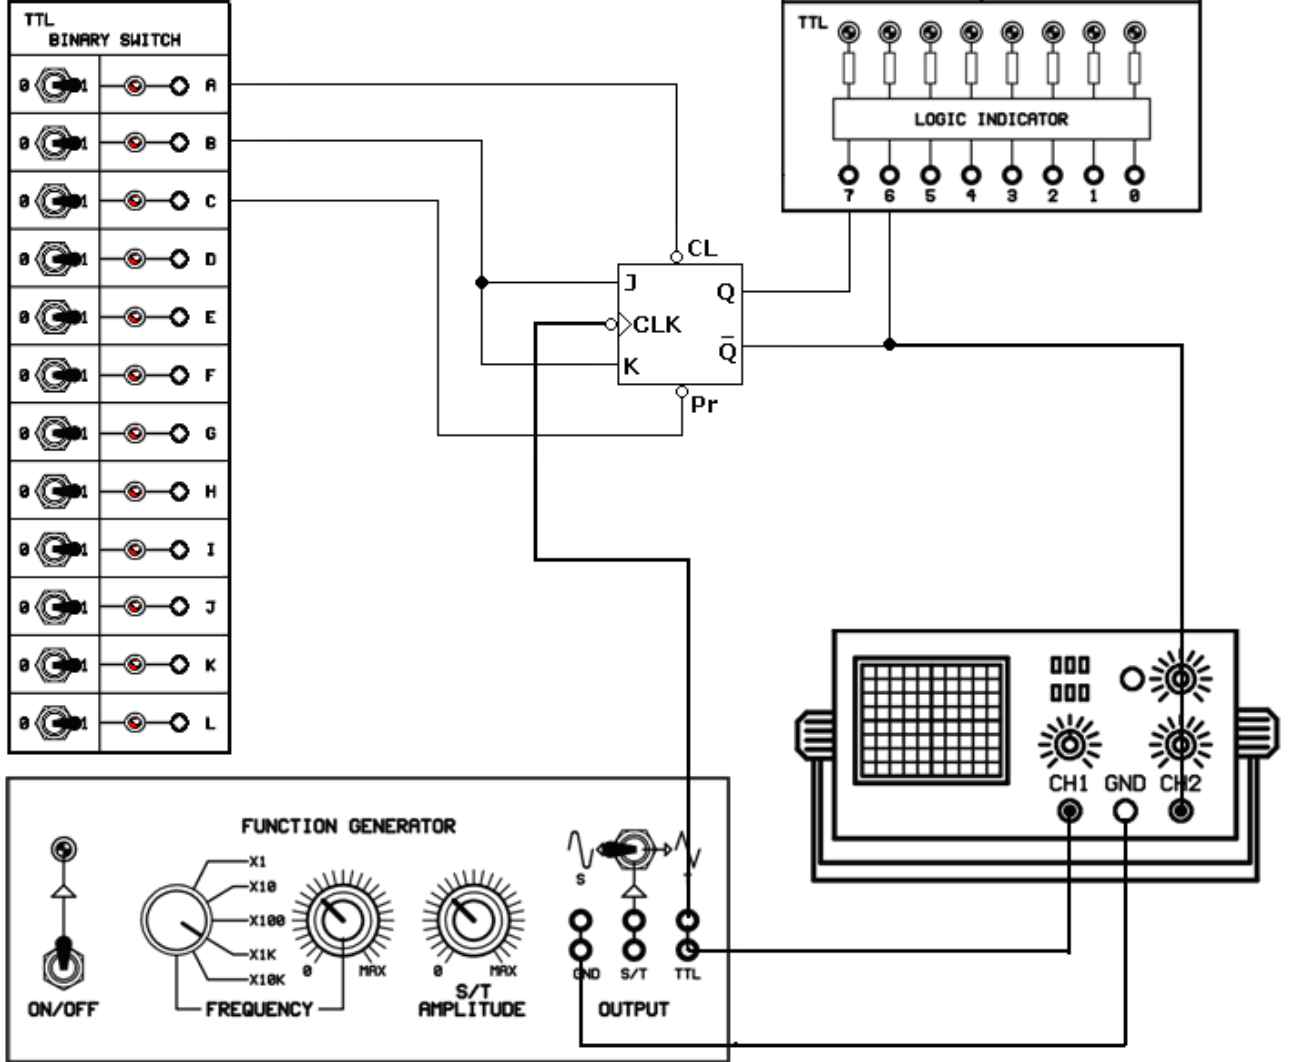 TTL
BINARY SWITCH
0 1 A
0 1 B
0 1 C
0 1 D
0 1 E
0 1 F
0 1 G
0 1 H
0 1 I
0 1 J
0 1 K
0 1 L
TTL
LOGIC INDICATOR
7 6 5 4 3 2 1 0
CL
J
Q
CLK
Q̅
K
Pr
CH1 GND CH2
FUNCTION GENERATOR
X1
X10
X100
X1K
X10K
0 MAX
FREQUENCY
0 MAX
S/T
AMPLITUDE
S T
GND S/T TTL
OUTPUT
ON/OFF